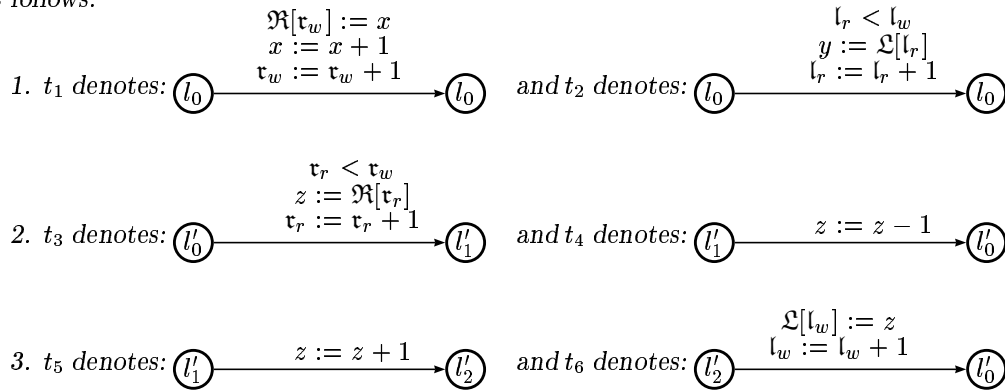 follows:
ℜ[𝔯_w] := x
x := x + 1
𝔯_w := 𝔯_w + 1
1. t_1 denotes: l_0 l_0
𝔩_r < 𝔩_w
y := 𝔏[𝔩_r]
𝔩_r := 𝔩_r + 1
and t_2 denotes: l_0 l_0
𝔯_r < 𝔯_w
z := ℜ[𝔯_r]
𝔯_r := 𝔯_r + 1
2. t_3 denotes: l'_0 l'_1
z := z − 1
and t_4 denotes: l'_1 l'_0
z := z + 1
3. t_5 denotes: l'_1 l'_2
𝔏[𝔩_w] := z
𝔩_w := 𝔩_w + 1
and t_6 denotes: l'_2 l'_0